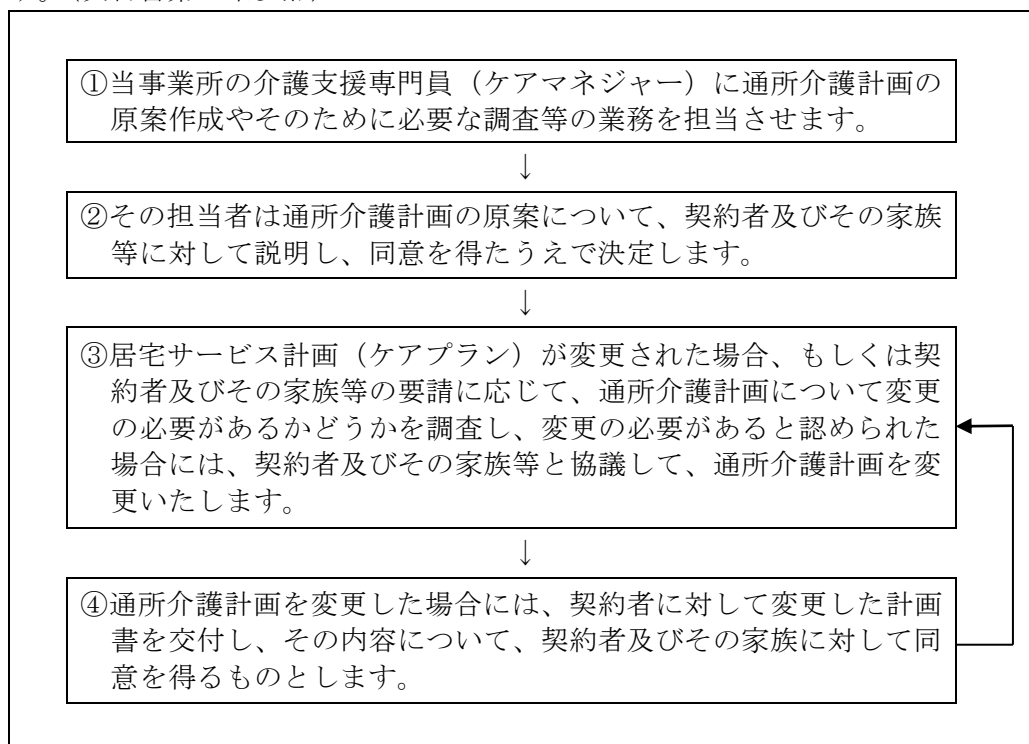 ①当事業所の介護支援専門員（ケアマネジャー）に通所介護計画の
原案作成やそのために必要な調査等の業務を担当させます。
↓
②その担当者は通所介護計画の原案について、契約者及びその家族
等に対して説明し、同意を得たうえで決定します。
↓
③居宅サービス計画（ケアプラン）が変更された場合、もしくは契
約者及びその家族等の要請に応じて、通所介護計画について変更
の必要があるかどうかを調査し、変更の必要があると認められた
場合には、契約者及びその家族等と協議して、通所介護計画を変
更いたします。
↓
④通所介護計画を変更した場合には、契約者に対して変更した計画
書を交付し、その内容について、契約者及びその家族に対して同
意を得るものとします。